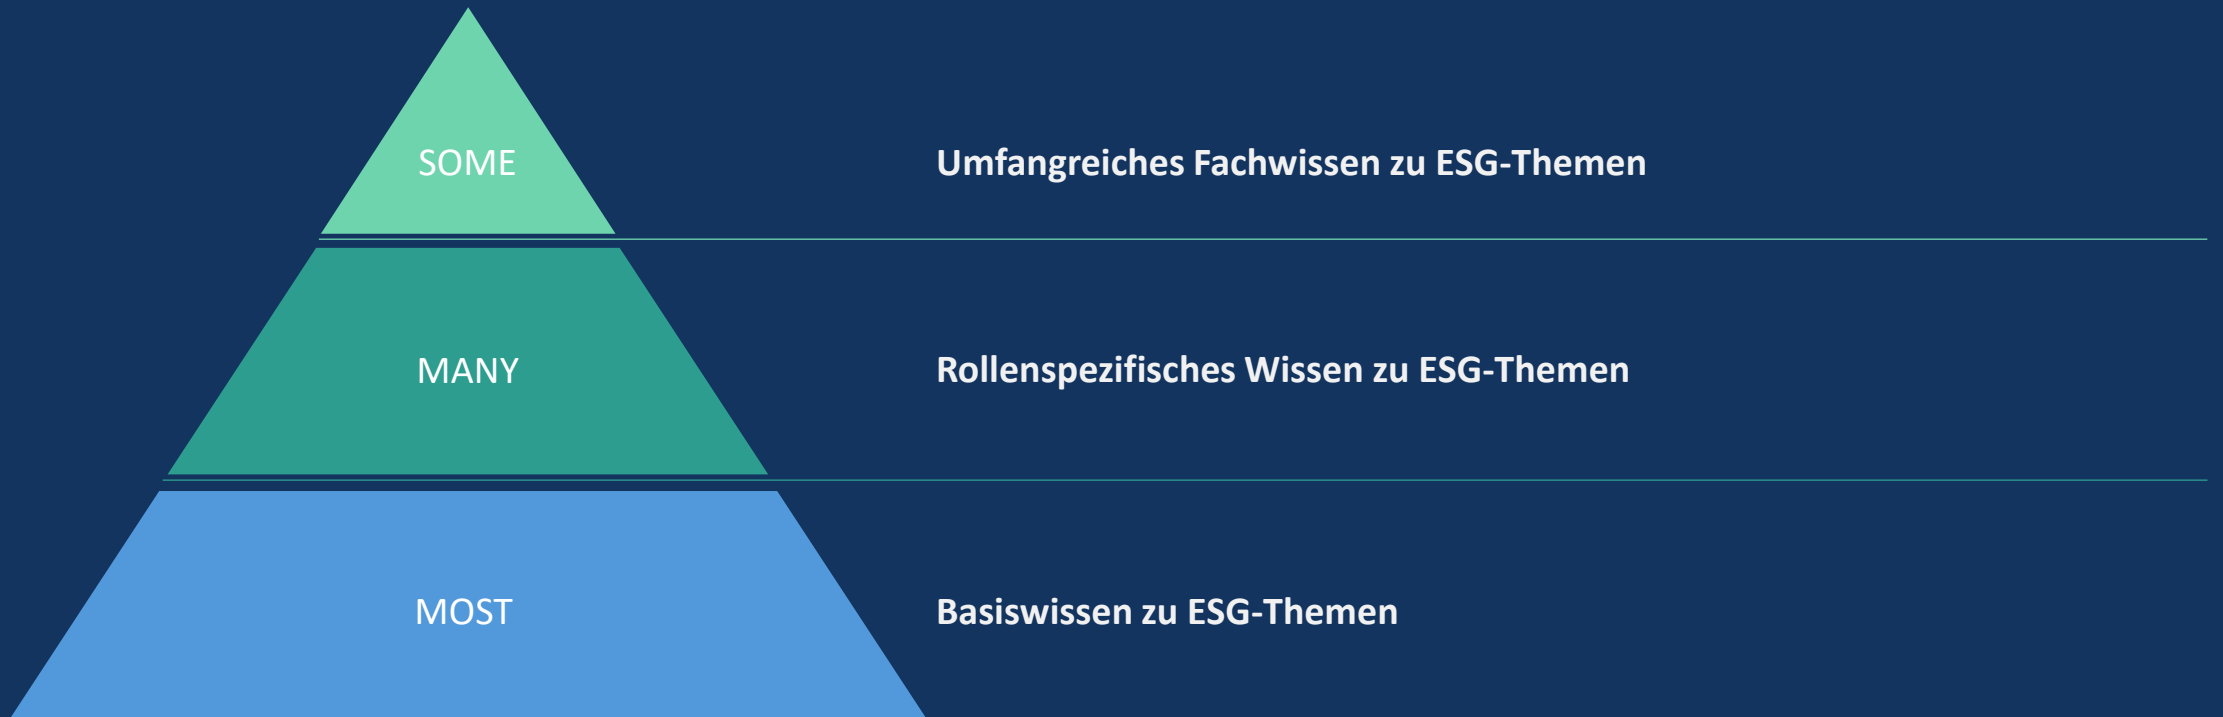 SOME
Umfangreiches Fachwissen zu ESG-Themen
MANY
Rollenspezifisches Wissen zu ESG-Themen
MOST
Basiswissen zu ESG-Themen